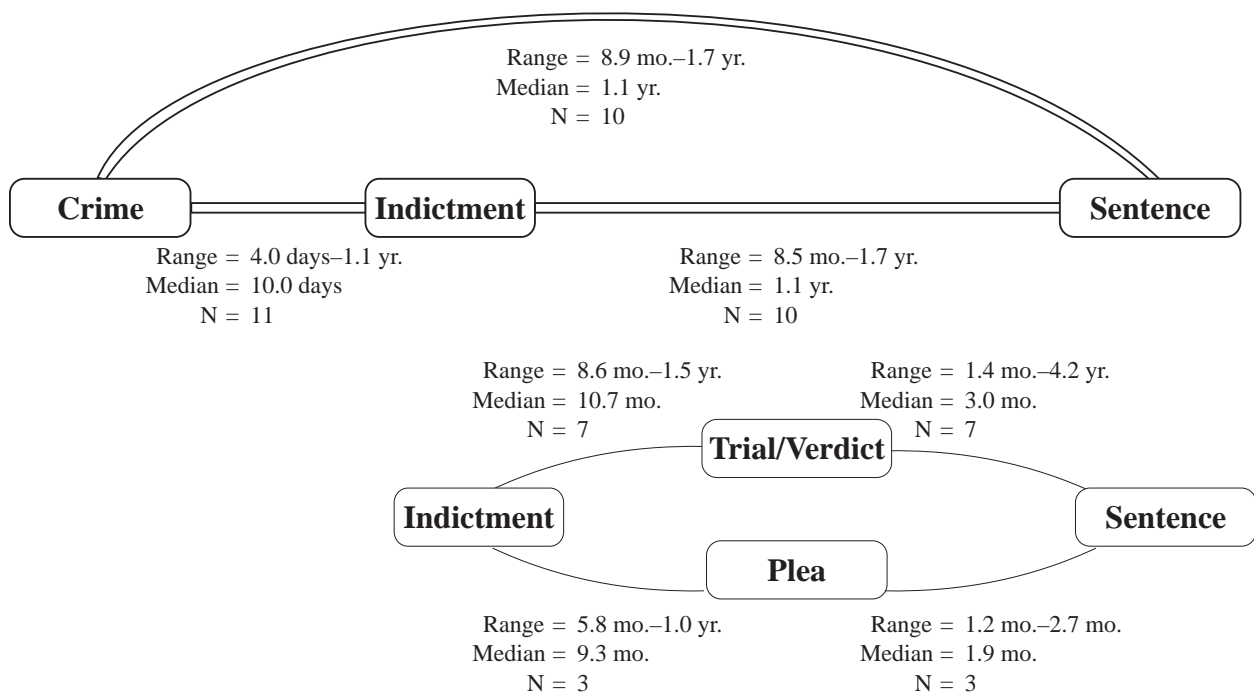 Range = 8.9 mo.–1.7 yr.
Median = 1.1 yr.
N = 10
Crime
Indictment
Sentence
Range = 4.0 days–1.1 yr.
Median = 10.0 days
N = 11
Range = 8.5 mo.–1.7 yr.
Median = 1.1 yr.
N = 10
Range = 8.6 mo.–1.5 yr.
Median = 10.7 mo.
N = 7
Range = 1.4 mo.–4.2 yr.
Median = 3.0 mo.
N = 7
Trial/Verdict
Indictment
Sentence
Plea
Range = 5.8 mo.–1.0 yr.
Median = 9.3 mo.
N = 3
Range = 1.2 mo.–2.7 mo.
Median = 1.9 mo.
N = 3